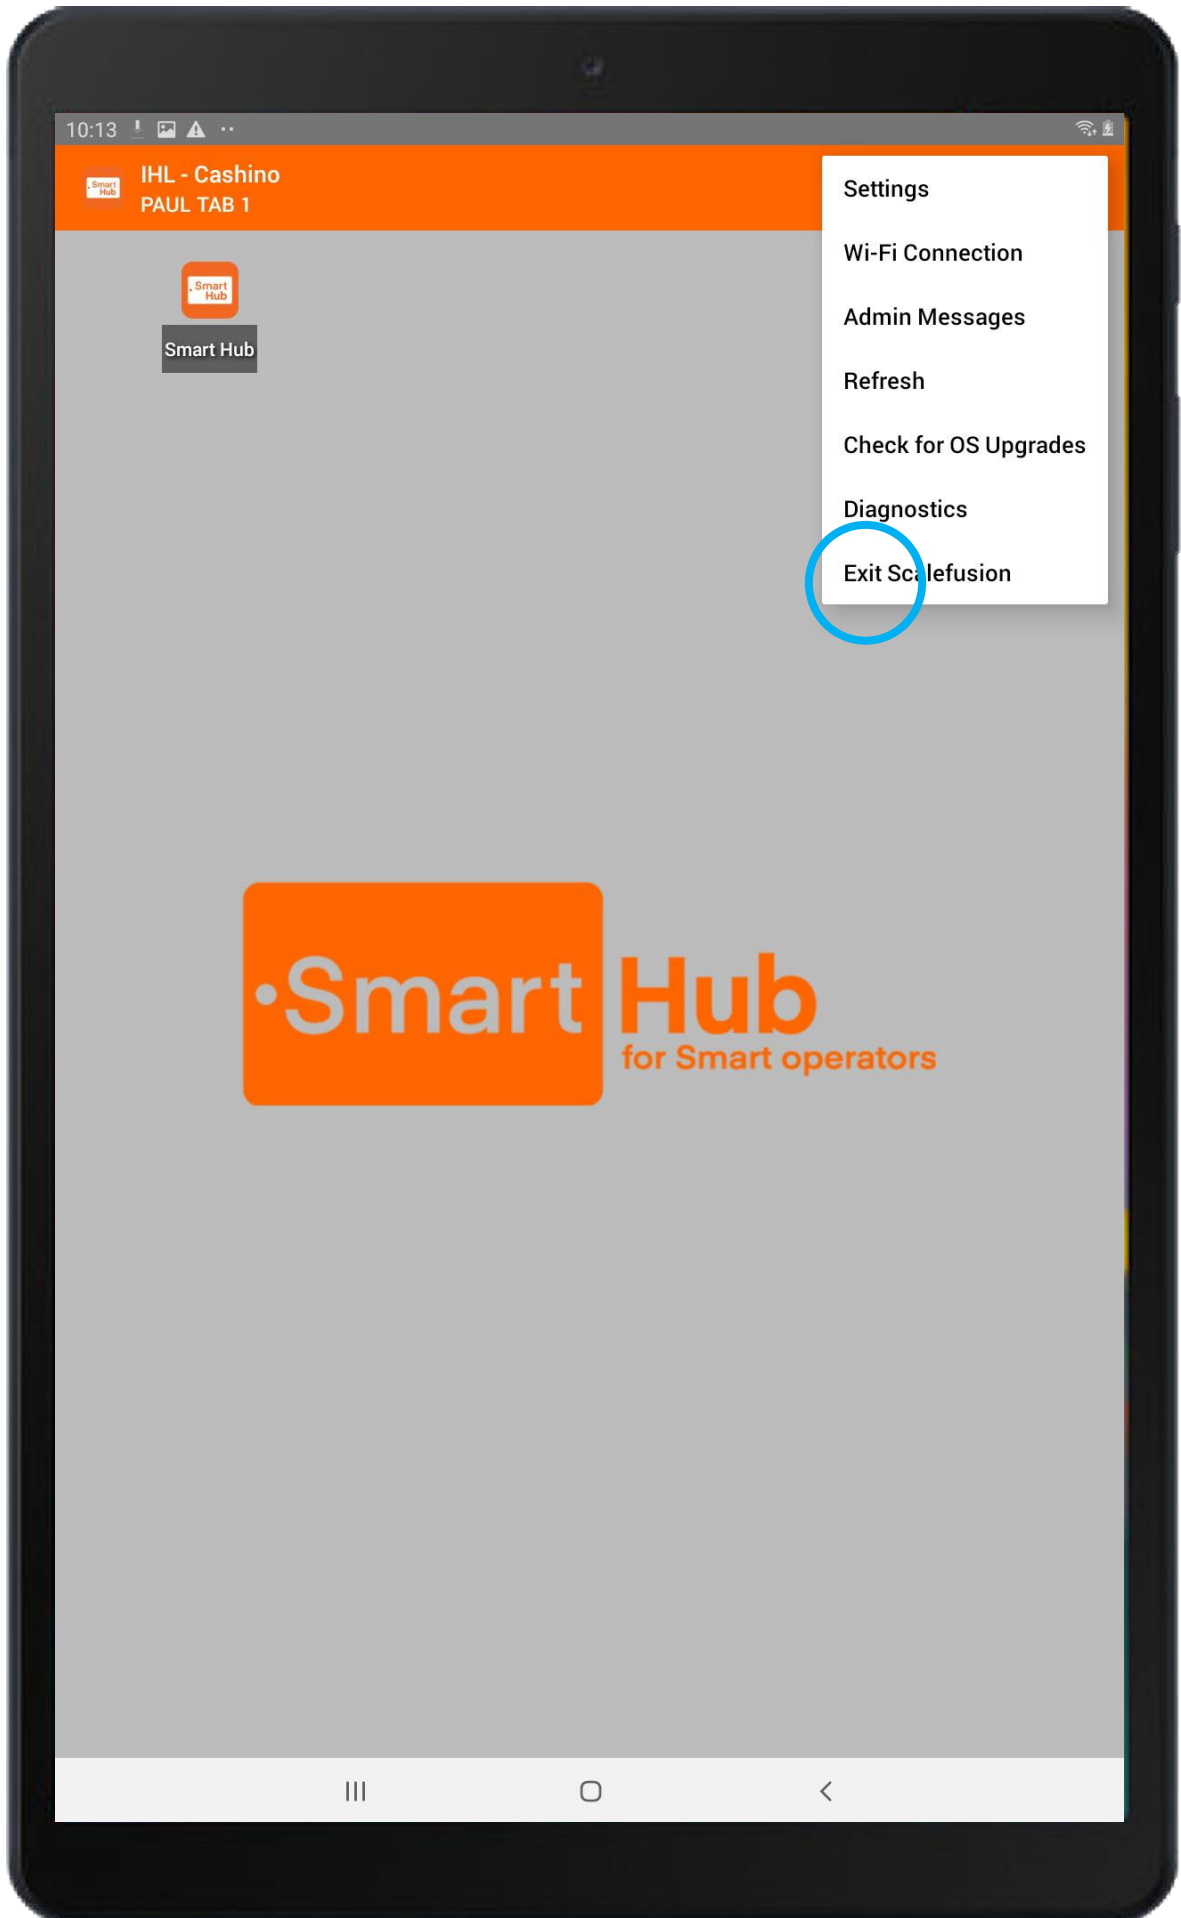 10:13
IHL - Cashino
PAUL TAB 1
Smart
Hub
Settings
Wi-Fi Connection
Admin Messages
Refresh
Check for OS Upgrades
Diagnostics
Exit Scalefusion
Smart
Hub
Smart Hub
Smart Hub
for Smart operators